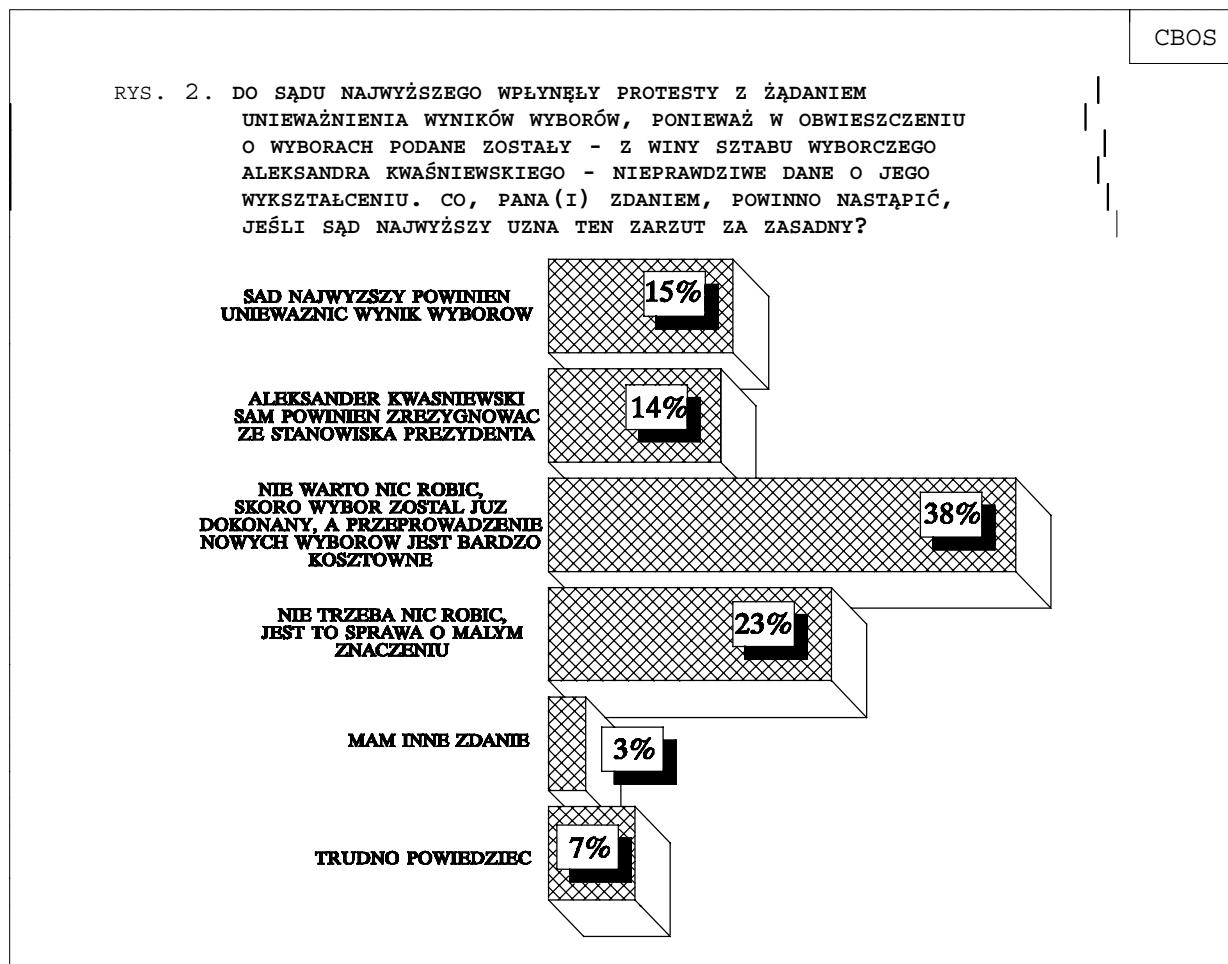 CBOS
RYS. 2. DO SĄDU NAJWYŻSZEGO WPŁYNĘŁY PROTESTY Z ŻĄDANIEM
UNIEWAŻNIENIA WYNIKÓW WYBORÓW, PONIEWAŻ W OBWIESZCZENIU
O WYBORACH PODANE ZOSTAŁY - Z WINY SZTABU WYBORCZEGO
ALEKSANDRA KWAŚNIEWSKIEGO - NIEPRAWDZIWE DANE O JEGO
WYKSZTAŁCENIU. CO, PANA(I) ZDANIEM, POWINNO NASTĄPIĆ,
JEŚLI SĄD NAJWYŻSZY UZNA TEN ZARZUT ZA ZASADNY?
SAD NAJWYZSZY POWINIEN
UNIEWAZNIC WYNIK WYBOROW
15%
ALEKSANDER KWASNIEWSKI
SAM POWINIEN ZREZYGNOWAC
ZE STANOWISKA PREZYDENTA
14%
NIE WARTO NIC ROBIC,
SKORO WYBOR ZOSTAL JUZ
DOKONANY, A PRZEPROWADZENIE
NOWYCH WYBOROW JEST BARDZO
KOSZTOWNE
38%
NIE TRZEBA NIC ROBIC,
JEST TO SPRAWA O MALYM
ZNACZENIU
23%
MAM INNE ZDANIE
3%
TRUDNO POWIEDZIEC
7%